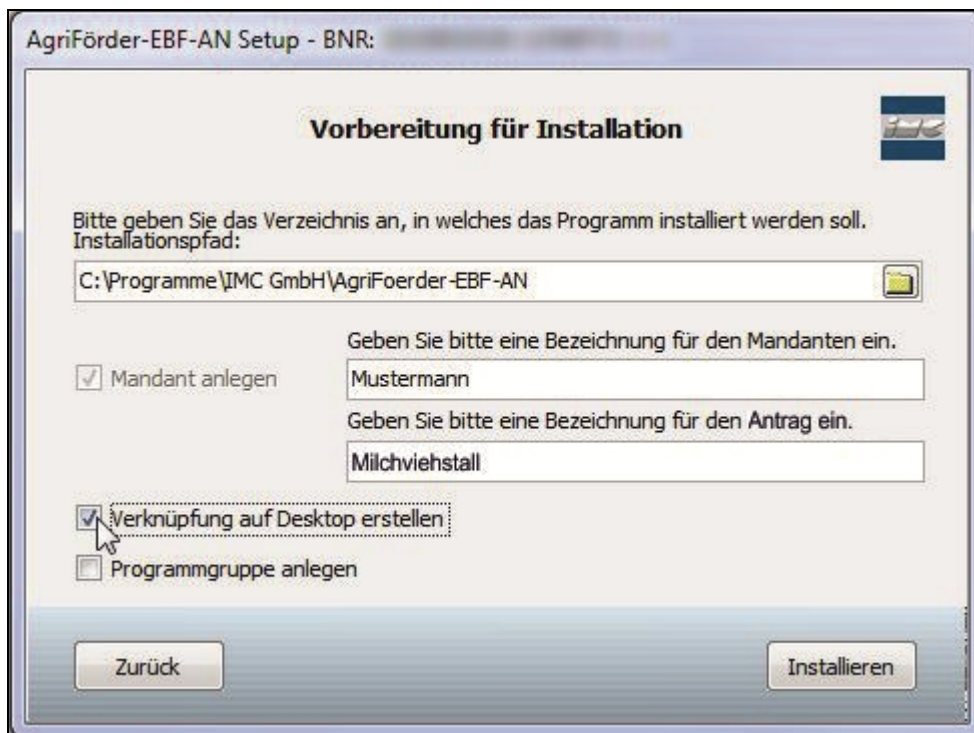 AgriFörder-EBF-AN Setup - BNR:
Vorbereitung für Installation
imc
Bitte geben Sie das Verzeichnis an, in welches das Programm installiert werden soll.
Installationspfad:
C:\Programme\IMC GmbH\AgriFoerder-EBF-AN
Geben Sie bitte eine Bezeichnung für den Mandanten ein.
Mandant anlegen
Mustermann
Geben Sie bitte eine Bezeichnung für den Antrag ein.
Milchviehstall
Verknüpfung auf Desktop erstellen
Programmgruppe anlegen
Zurück
Installieren